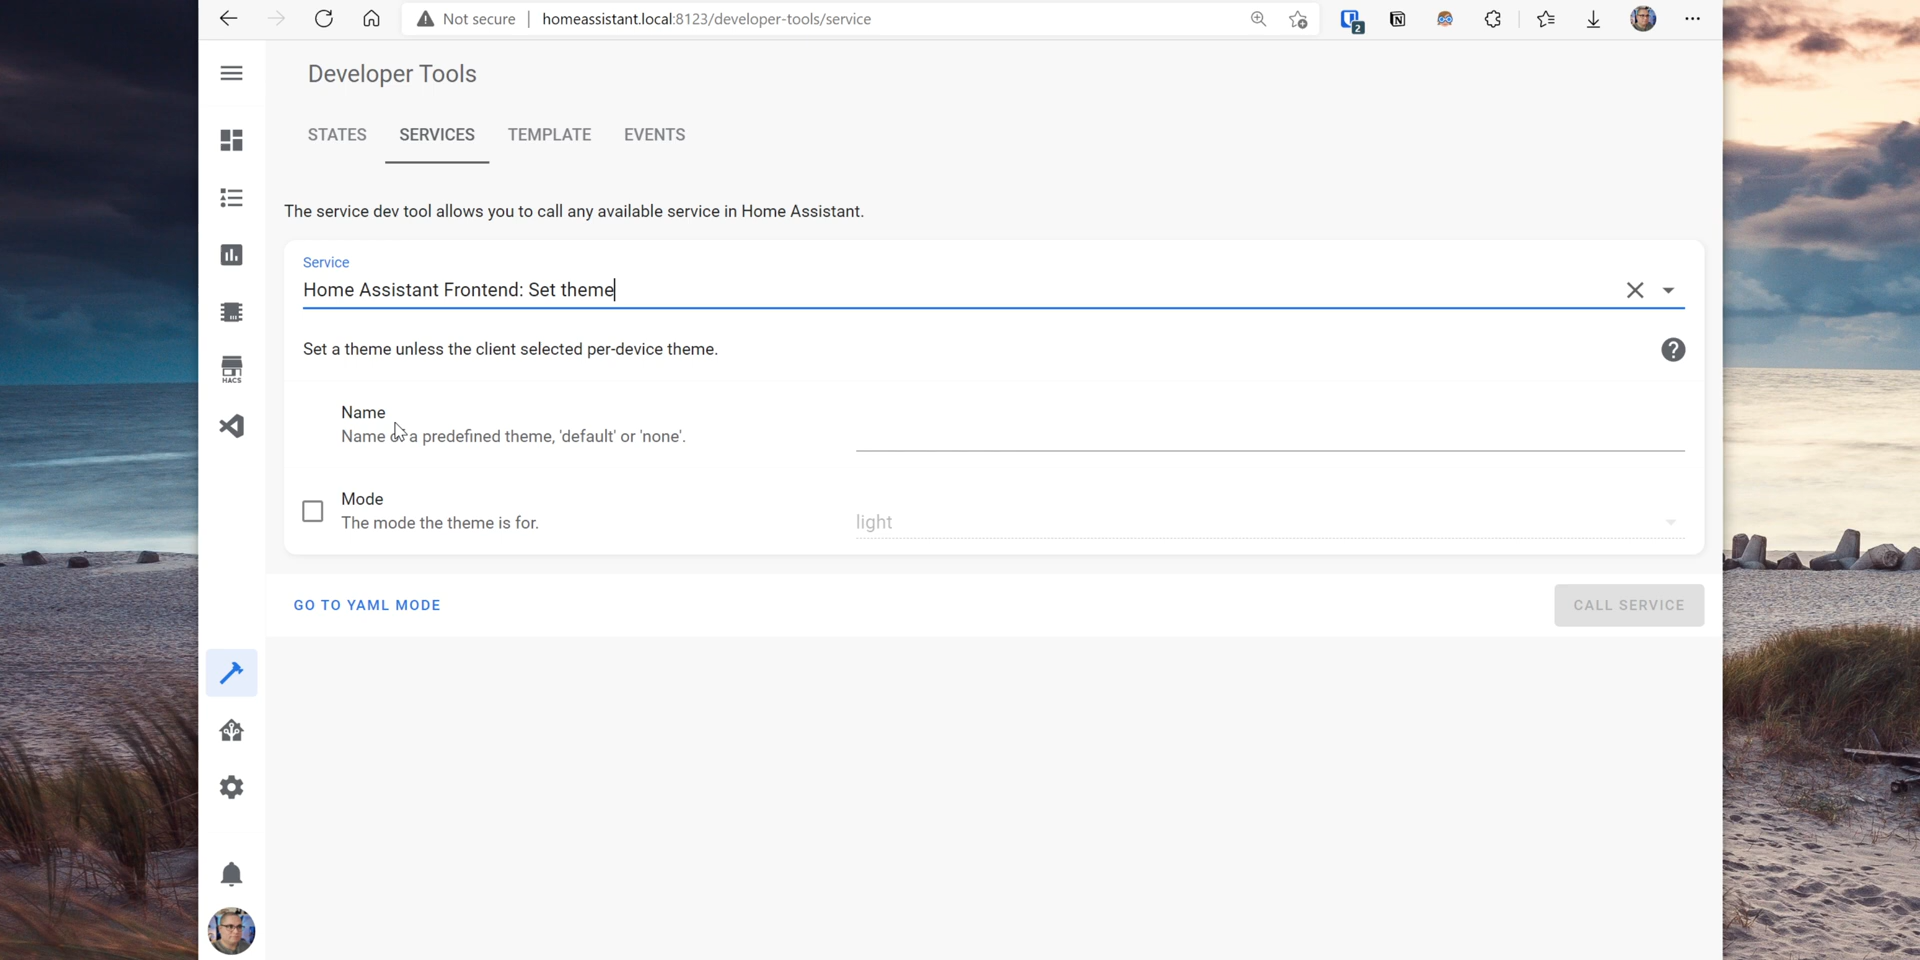 Not secure
homeassistant.local:8123/developer-tools/service
2
Developer Tools
STATES
SERVICES
TEMPLATE
EVENTS
The service dev tool allows you to call any available service in Home Assistant.
Service
Home Assistant Frontend: Set theme
Set a theme unless the client selected per-device theme.
?
HACS
Name
Name a predefined theme, 'default' or 'none'.
Mode
The mode the theme is for.
light
GO TO YAML MODE
CALL SERVICE